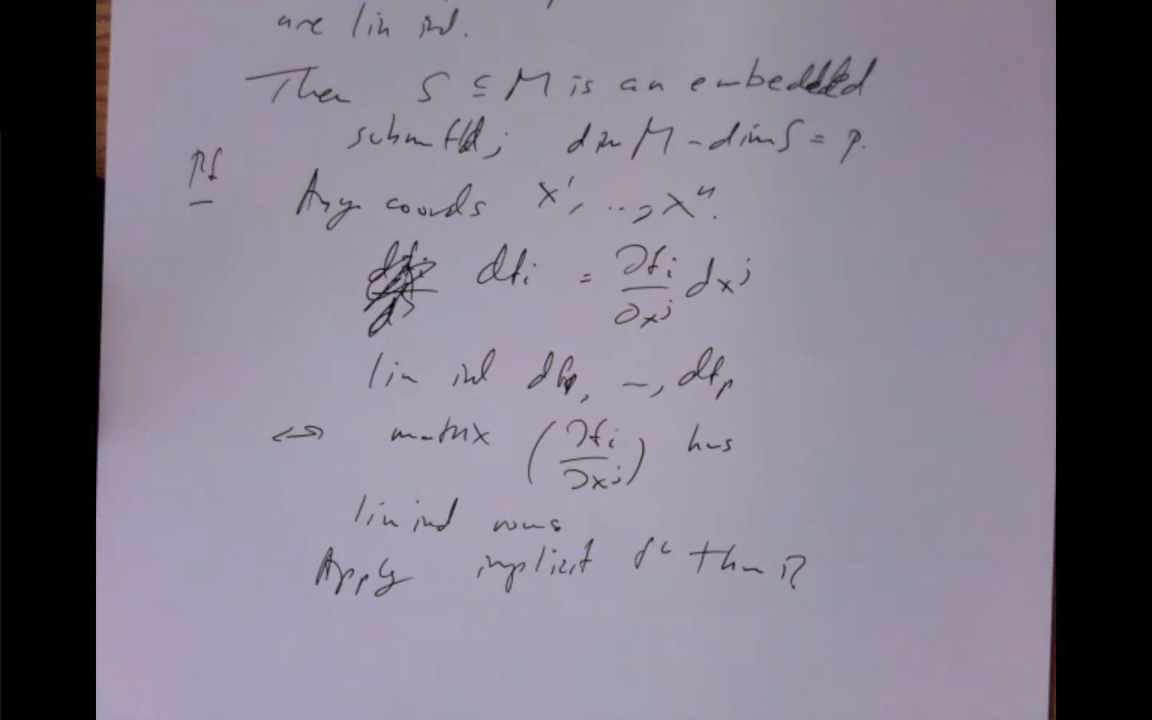 are lin ind.
Then S ⊆ M is an embedded
submfld; dim M - dim S = p.
Pf
Any coords x¹, ..., xⁿ.
dfᵢ = ∂fᵢ/∂xʲ dxʲ
lin ind df₁, ..., dfₚ
⇔ matrix (∂fᵢ/∂xʲ) has
lin ind rows
Apply implicit fⁿ thm